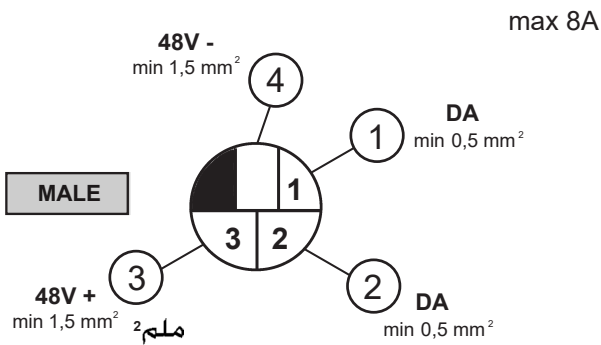 max 8A
48V -
min 1,5 mm²
4
1
DA
min 0,5 mm²
MALE
1
3
2
3
2
48V +
min 1,5 mm²
ملم²
DA
min 0,5 mm²